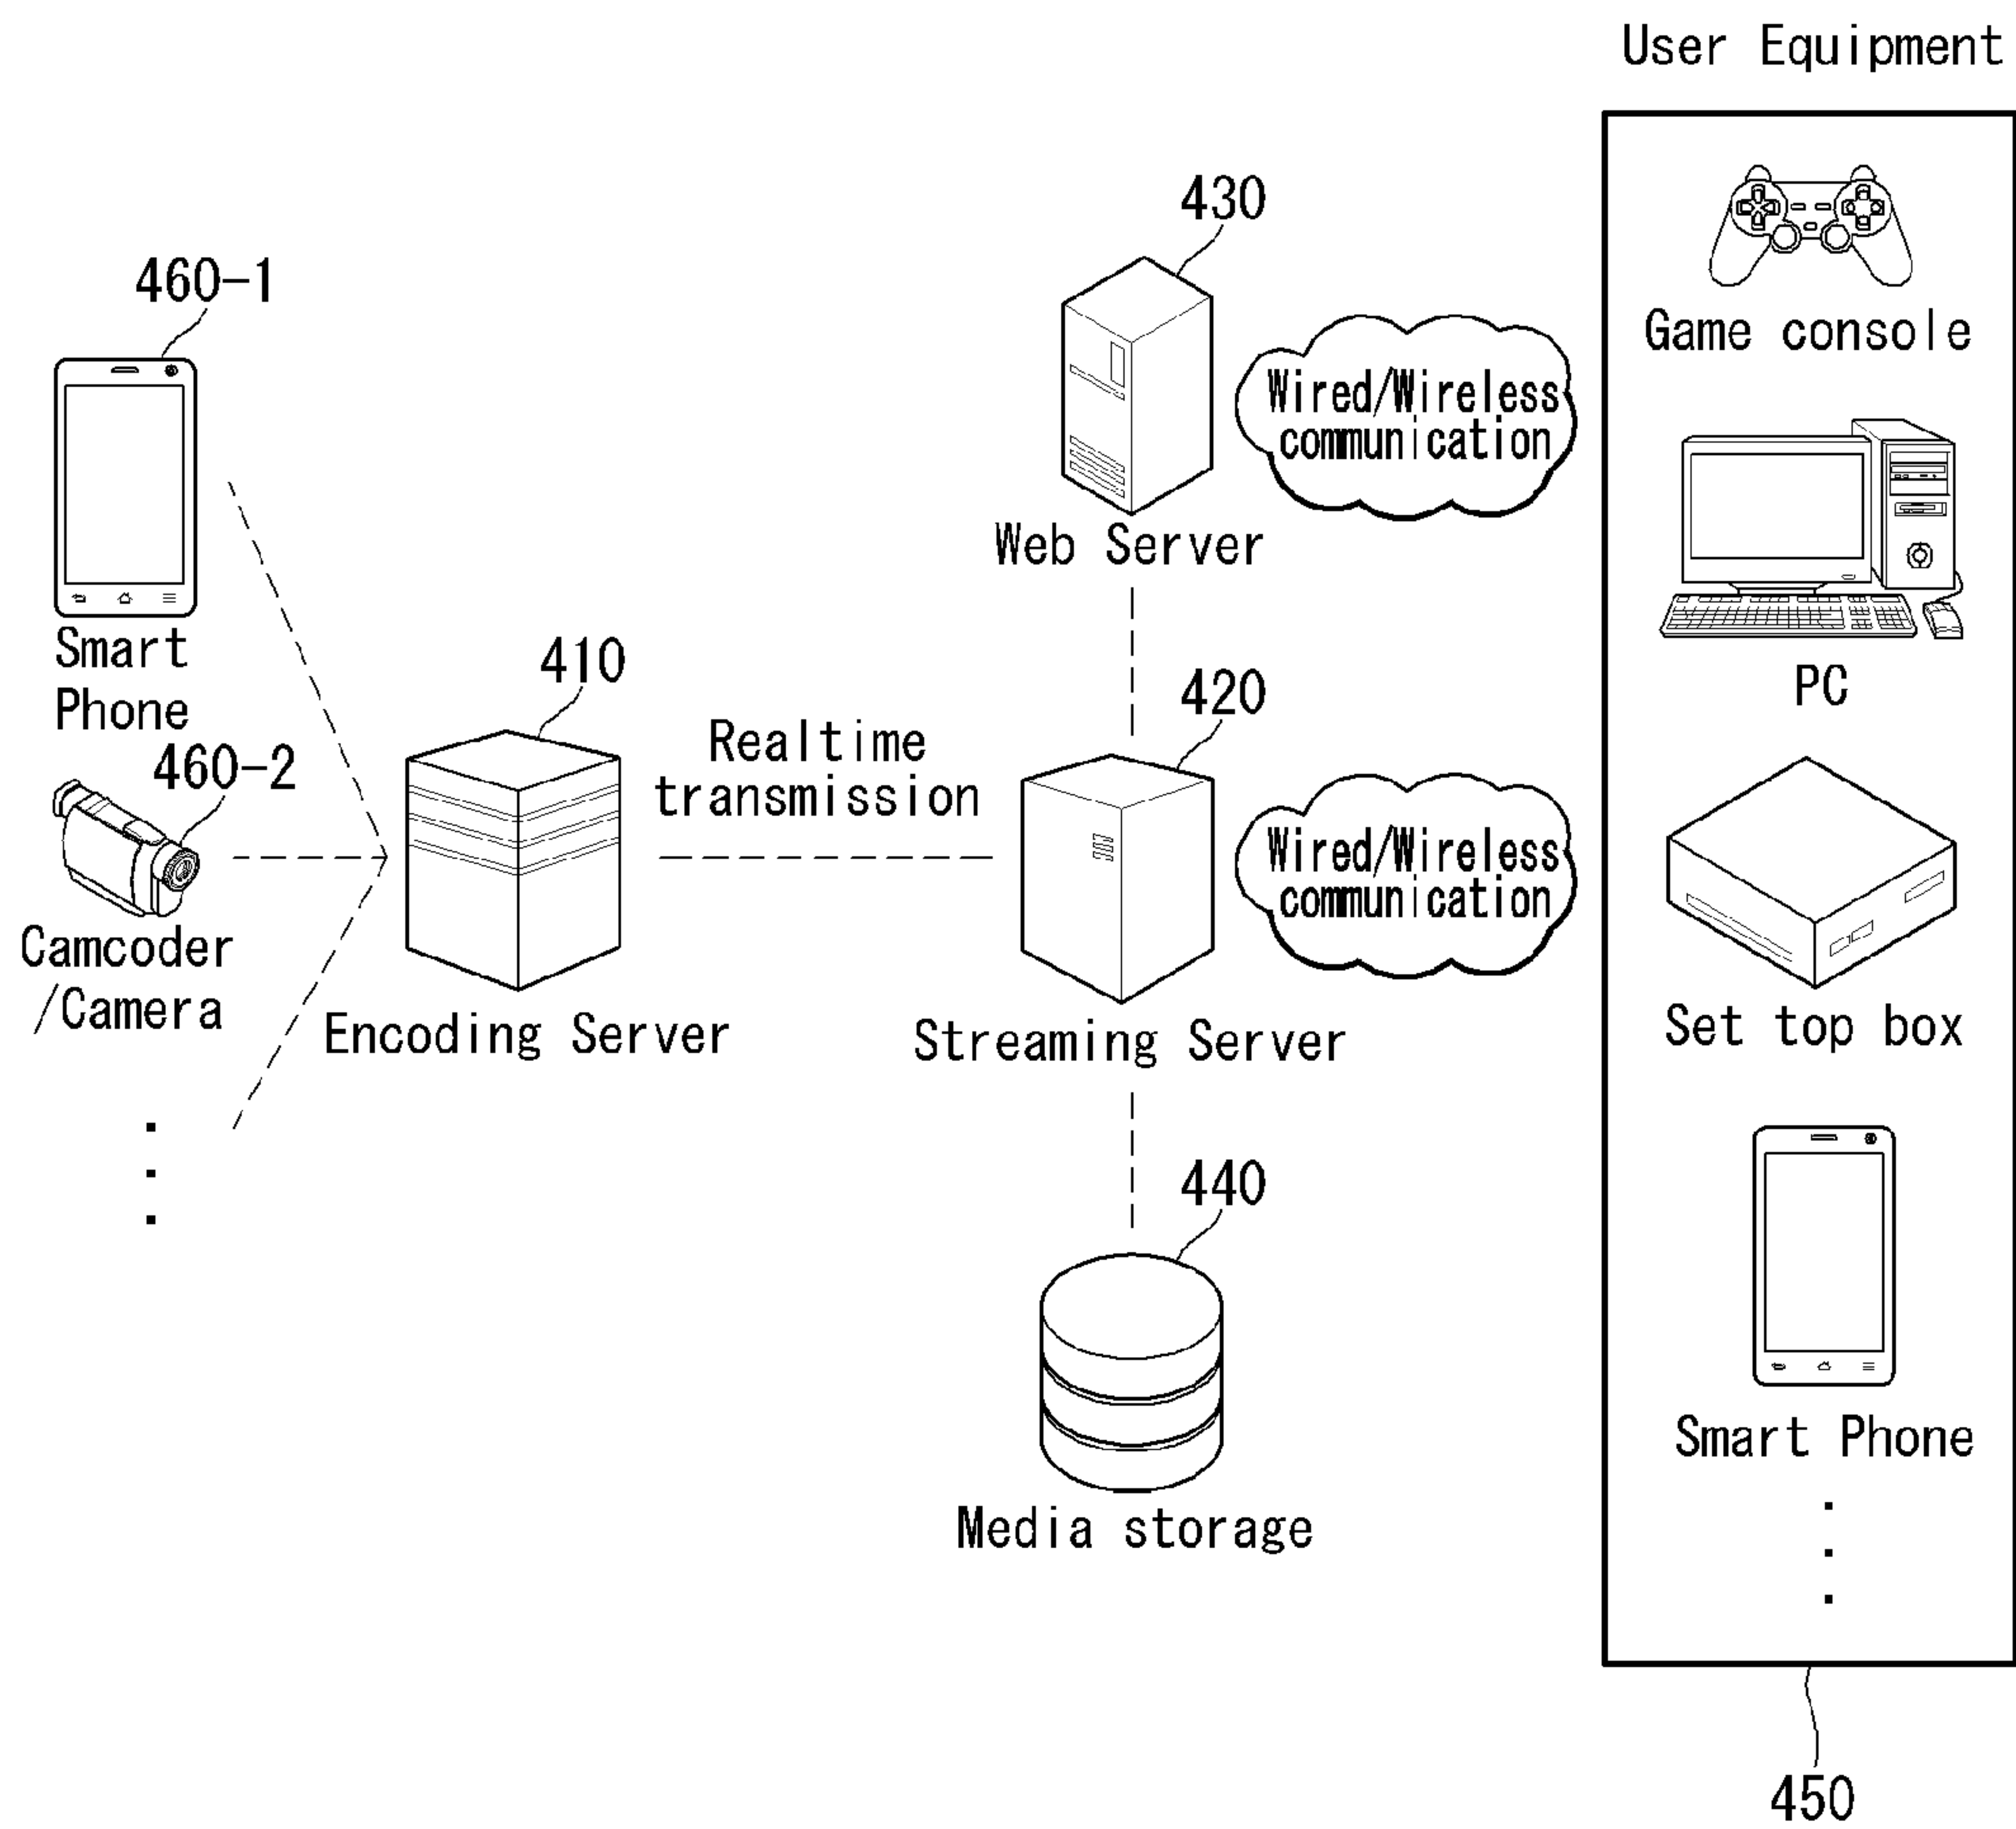 User Equipment
430
460-1
Game console
Wired/Wireless
communication
Web Server
Smart
Phone
410
420
PC
Realtime
transmission
460-2
Wired/Wireless
communication
Camcoder
/Camera
Encoding Server
Streaming Server
Set top box
440
Smart Phone
Media storage
450